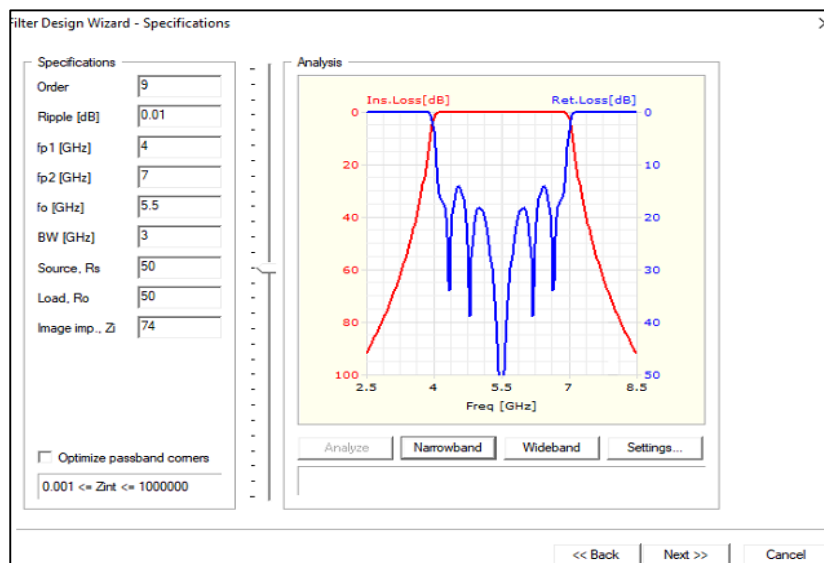 Filter Design Wizard - Specifications
Specifications
Order 9
Ripple [dB] 0.01
fp1 [GHz] 4
fp2 [GHz] 7
fo [GHz] 5.5
BW [GHz] 3
Source, Rs 50
Load, Ro 50
Image imp., Zi 74
Optimize passband corners
0.001 <= Zint <= 1000000
Analysis
Ins.Loss[dB] Ret.Loss[dB]
0 0
20 10
40 20
60 30
80 40
100 50
2.5 4 5.5 7 8.5
Freq [GHz]
Analyze Narrowband Wideband Settings...
<< Back Next >> Cancel